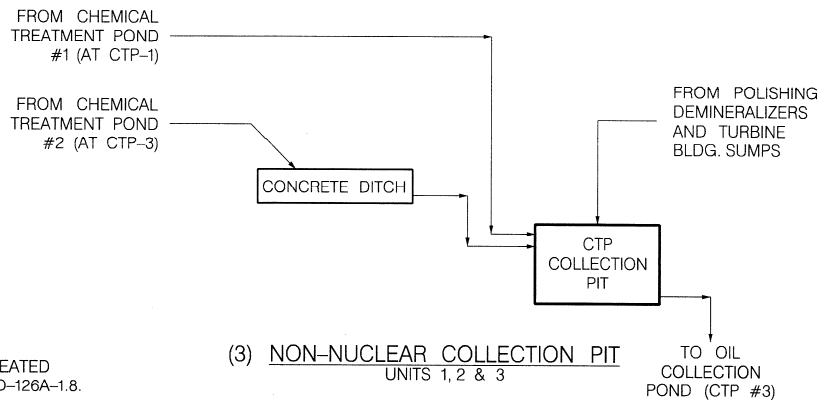 FROM CHEMICAL
TREATMENT POND
#1 (AT CTP–1)
FROM CHEMICAL
TREATMENT POND
#2 (AT CTP–3)
FROM POLISHING
DEMINERALIZERS
AND TURBINE
BLDG. SUMPS
CONCRETE DITCH
CTP
COLLECTION
PIT
(3) NON–NUCLEAR COLLECTION PIT
UNITS 1, 2 & 3
TO OIL
COLLECTION
POND (CTP #3)
EATED
–126A–1.8.